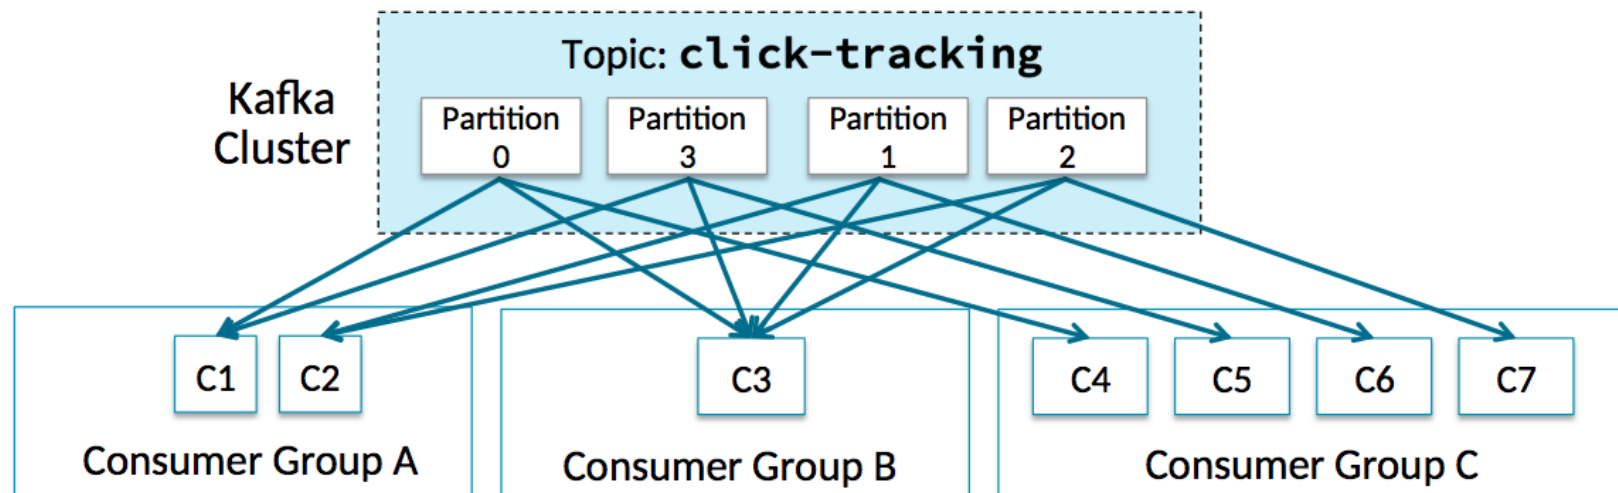 Topic: click-tracking
Kafka
Cluster
Partition
0
Partition
3
Partition
1
Partition
2
C1
C2
C3
C4
C5
C6
C7
Consumer Group A
Consumer Group B
Consumer Group C